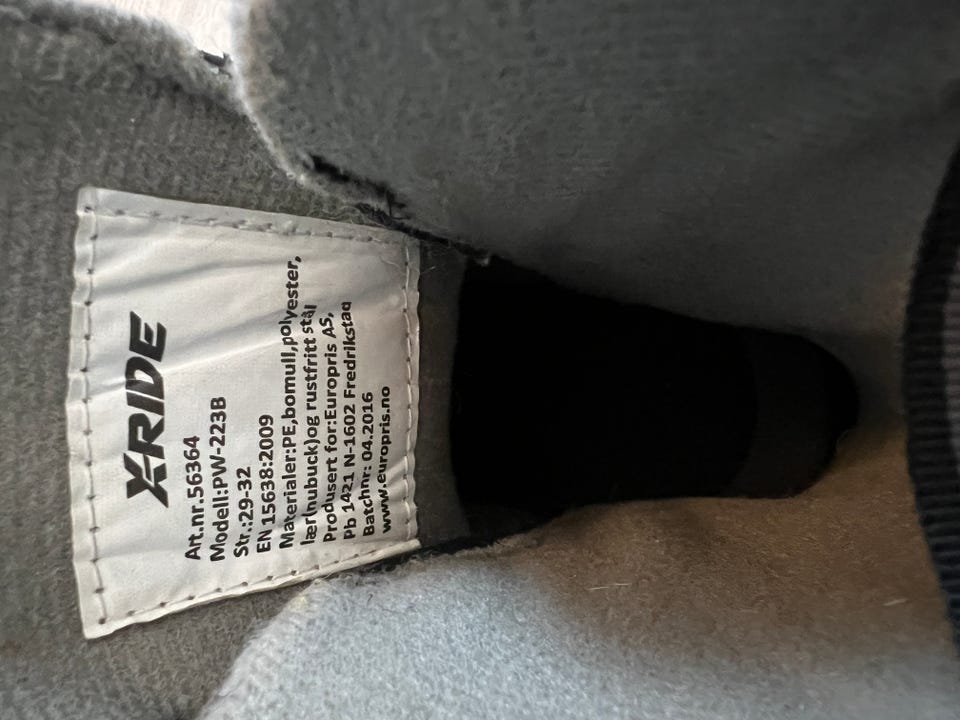 X-RIDE
Art.nr.56364
Modell:PW-223B
Str.:29-32
EN 15638:2009
Materialer:PE,bomull,polyester,
lær(nubuck)og rustfritt stål
Produsert for:Europris AS,
Pb 1421 N-1602 Fredrikstad
Batchnr: 04.2016
www.europris.no